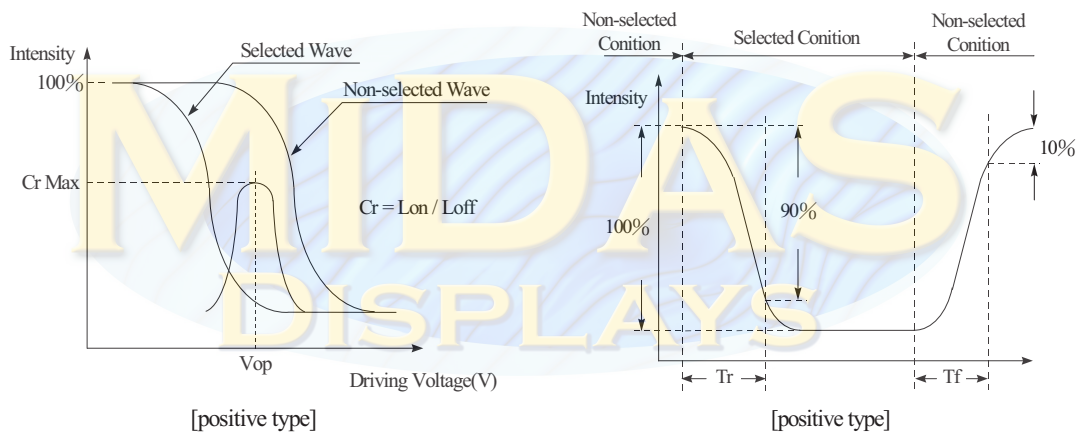 Intensity
Selected Wave
100%
Non-selected Wave
Cr Max
Cr = Lon / Loff
Vop
Driving Voltage(V)
[positive type]
Non-selected
Conition
Selected Conition
Non-selected
Conition
Intensity
10%
90%
100%
Tr
Tf
[positive type]
MIDAS
DISPLAYS